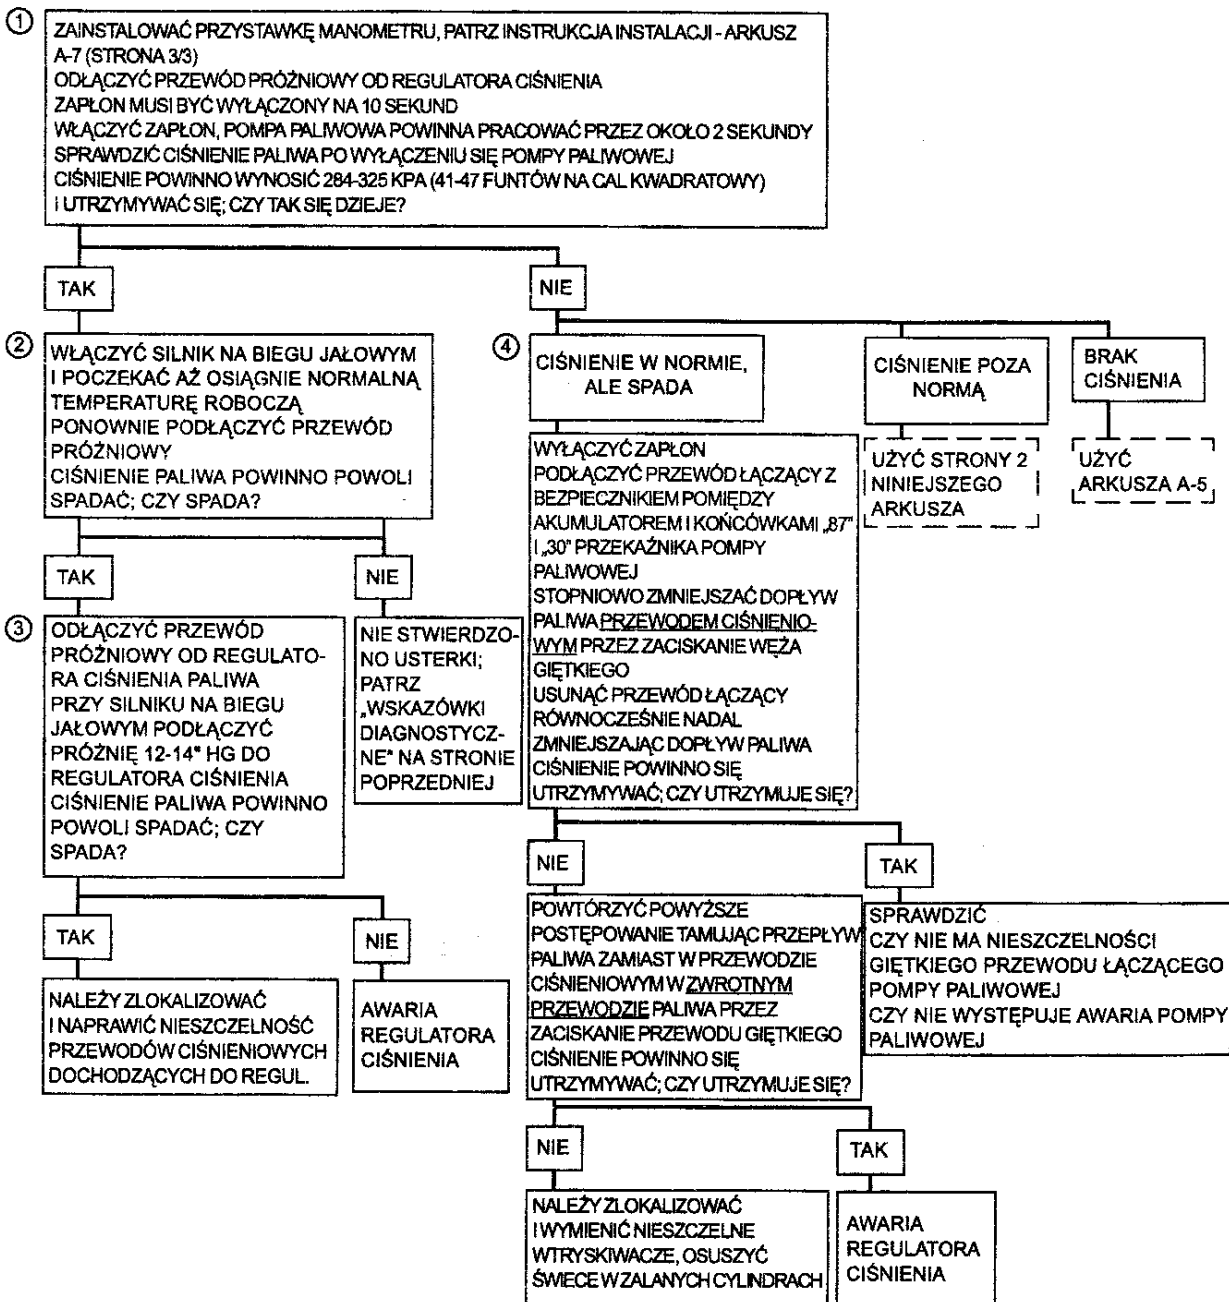 1
ZAINSTALOWAĆ PRZYSTAWKĘ MANOMETRU, PATRZ INSTRUKCJA INSTALACJI - ARKUSZ
A-7 (STRONA 3/3)
ODŁĄCZYĆ PRZEWÓD PRÓŻNIOWY OD REGULATORA CIŚNIENIA
ZAPŁON MUSI BYĆ WYŁĄCZONY NA 10 SEKUND
WŁĄCZYĆ ZAPŁON, POMPA PALIWOWA POWINNA PRACOWAĆ PRZEZ OKOŁO 2 SEKUNDY
SPRAWDZIĆ CIŚNIENIE PALIWA PO WYŁĄCZENIU SIĘ POMPY PALIWOWEJ
CIŚNIENIE POWINNO WYNOSIĆ 284-325 KPA (41-47 FUNTÓW NA CAL KWADRATOWY)
I UTRZYMYWAĆ SIĘ; CZY TAK SIĘ DZIEJE?
TAK
NIE
2
WŁĄCZYĆ SILNIK NA BIEGU JAŁOWYM
I POCZEKAĆ AŻ OSIĄGNIE NORMALNĄ
TEMPERATURĘ ROBOCZĄ
PONOWNIE PODŁĄCZYĆ PRZEWÓD
PRÓŻNIOWY
CIŚNIENIE PALIWA POWINNO POWOLI
SPADAĆ; CZY SPADA?
TAK
NIE
3
ODŁĄCZYĆ PRZEWÓD
PRÓŻNIOWY OD REGULATO-
RA CIŚNIENIA PALIWA
PRZY SILNIKU NA BIEGU
JAŁOWYM PODŁĄCZYĆ
PRÓŻNIĘ 12-14" HG DO
REGULATORA CIŚNIENIA
CIŚNIENIE PALIWA POWINNO
POWOLI SPADAĆ; CZY
SPADA?
NIE STWIERDZO-
NO USTERKI;
PATRZ
„WSKAZÓWKI
DIAGNOSTYCZ-
NE" NA STRONIE
POPRZEDNIEJ
TAK
NIE
NALEŻY ZLOKALIZOWAĆ
I NAPRAWIĆ NIESZCZELNOŚĆ
PRZEWODÓW CIŚNIENIOWYCH
DOCHODZĄCYCH DO REGUL.
AWARIA
REGULATORA
CIŚNIENIA
4
CIŚNIENIE W NORMIE,
ALE SPADA
CIŚNIENIE POZA
NORMĄ
BRAK
CIŚNIENIA
UŻYĆ STRONY 2
NINIEJSZEGO
ARKUSZA
UŻYĆ
ARKUSZA A-5
WYŁĄCZYĆ ZAPŁON
PODŁĄCZYĆ PRZEWÓD ŁĄCZĄCY Z
BEZPIECZNIKIEM POMIĘDZY
AKUMULATOREM I KOŃCÓWKAMI „87"
I „30" PRZEKAŹNIKA POMPY
PALIWOWEJ
STOPNIOWO ZMNIEJSZAĆ DOPŁYW
PALIWA PRZEWODEM CIŚNIENIO-
WYM PRZEZ ZACISKANIE WĘŻA
GIĘTKIEGO
USUNĄĆ PRZEWÓD ŁĄCZĄCY
RÓWNOCZEŚNIE NADAL
ZMNIEJSZAJĄC DOPŁYW PALIWA
CIŚNIENIE POWINNO SIĘ
UTRZYMYWAĆ; CZY UTRZYMUJE SIĘ?
NIE
TAK
POWTÓRZYĆ POWYŻSZE
POSTĘPOWANIE TAMUJĄC PRZEPŁYW
PALIWA ZAMIAST W PRZEWODZIE
CIŚNIENIOWYM W ZWROTNYM
PRZEWODZIE PALIWA PRZEZ
ZACISKANIE PRZEWODU GIĘTKIEGO
CIŚNIENIE POWINNO SIĘ
UTRZYMYWAĆ; CZY UTRZYMUJE SIĘ?
SPRAWDZIĆ
CZY NIE MA NIESZCZELNOŚCI
GIĘTKIEGO PRZEWODU ŁĄCZĄCEGO
POMPY PALIWOWEJ
CZY NIE WYSTĘPUJE AWARIA POMPY
PALIWOWEJ
NIE
TAK
NALEŻY ZLOKALIZOWAĆ
I WYMIENIĆ NIESZCZELNE
WTRYSKIWACZE, OSUSZYĆ
ŚWIECE W ZALANYCH CYLINDRACH
AWARIA
REGULATORA
CIŚNIENIA